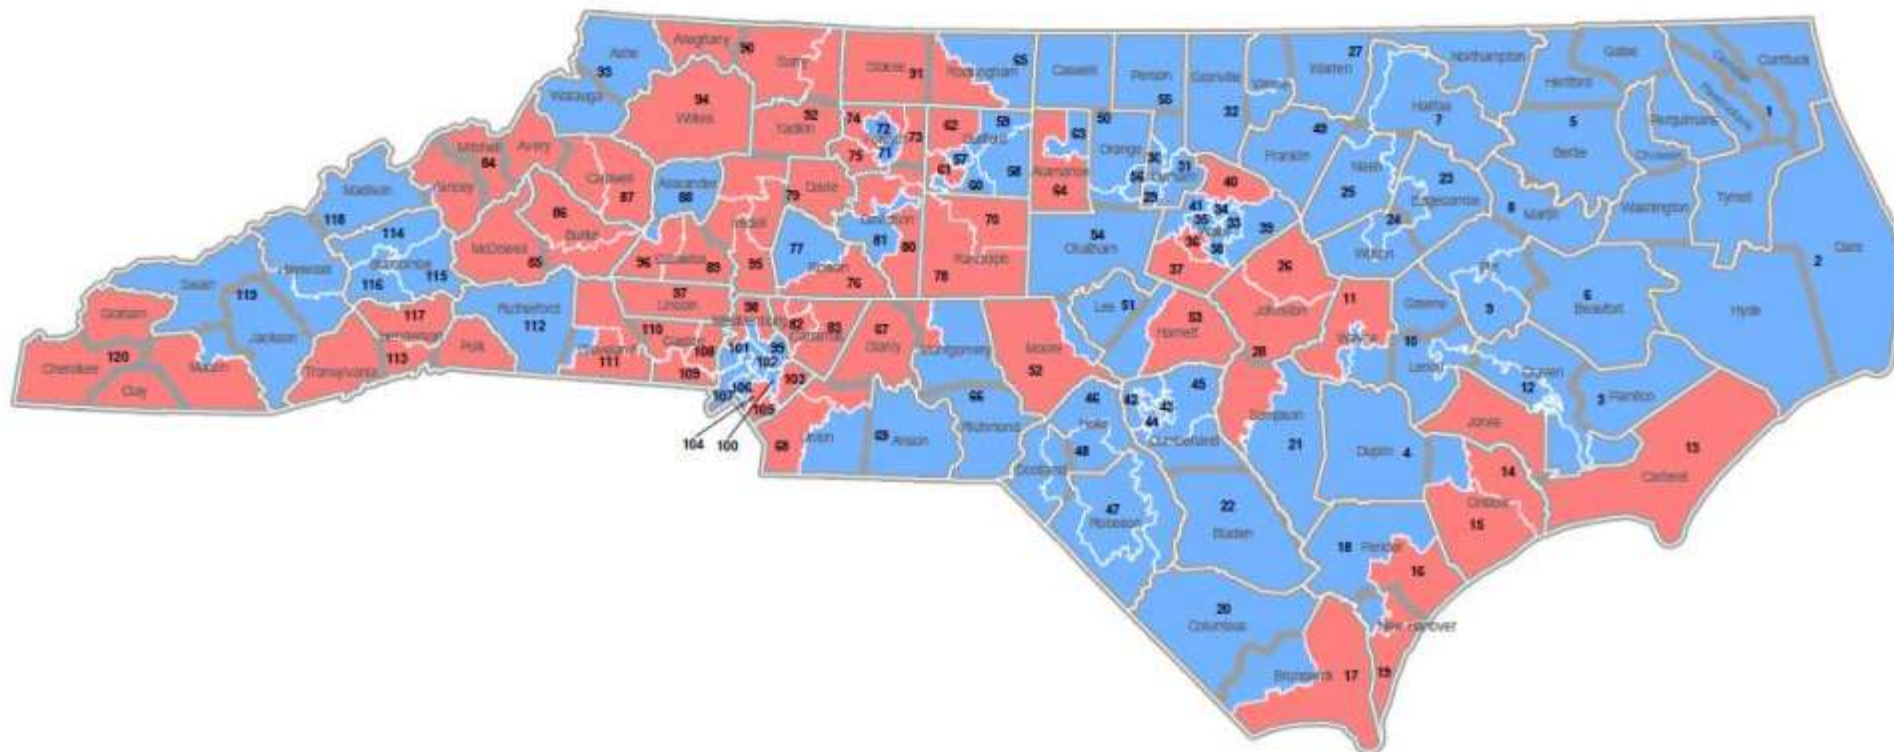 Ashe
93
Watauga
Alleghany
90
Surry
Stokes
91
Rockingham
65
Caswell
Person
55
Granville
32
Vance
Warren
27
Northampton
Halifax
7
Hertford
Gates
Currituck
1
Perquimans
Chowan
5
Bertie
94
Wilkes
92
Yadkin
74
72
71
73
75
62
59
Guilford
57
61
60
58
63
Alamance
64
50
Orange
30
56
29
31
Durham
40
49
Franklin
Nash
25
23
Edgecombe
24
8
Martin
Washington
Tyrrell
Dare
2
Hyde
Mitchell
84
Avery
Caldwell
87
Alexander
88
79
Davie
Iredell
Davidson
81
80
70
Randolph
78
54
Chatham
41
34
35
33
36
38
39
37
26
Johnston
Wilson
11
Wayne
Greene
Pitt
9
6
Beaufort
Madison
118
114
Buncombe
115
116
Haywood
Swain
119
Jackson
McDowell
85
86
Burke
96
Catawba
89
95
77
Rowan
76
97
Lincoln
98
Mecklenburg
82
83
Cabarrus
67
Stanly
Montgomery
Moore
52
Lee
51
Harnett
53
28
10
Lenoir
Craven
12
3
Pamlico
Graham
Cherokee
120
Clay
Macon
Transylvania
117
Henderson
113
Polk
Rutherford
112
Cleveland
111
110
Gaston
108
109
101
99
102
106
107
103
105
104
100
68
Union
69
Anson
66
Richmond
Scotland
46
Hoke
48
42
43
44
45
Cumberland
Sampson
21
Duplin
4
Jones
14
Onslow
15
13
Carteret
47
Robeson
22
Bladen
18
Pender
16
20
Columbus
New Hanover
Brunswick
17
19